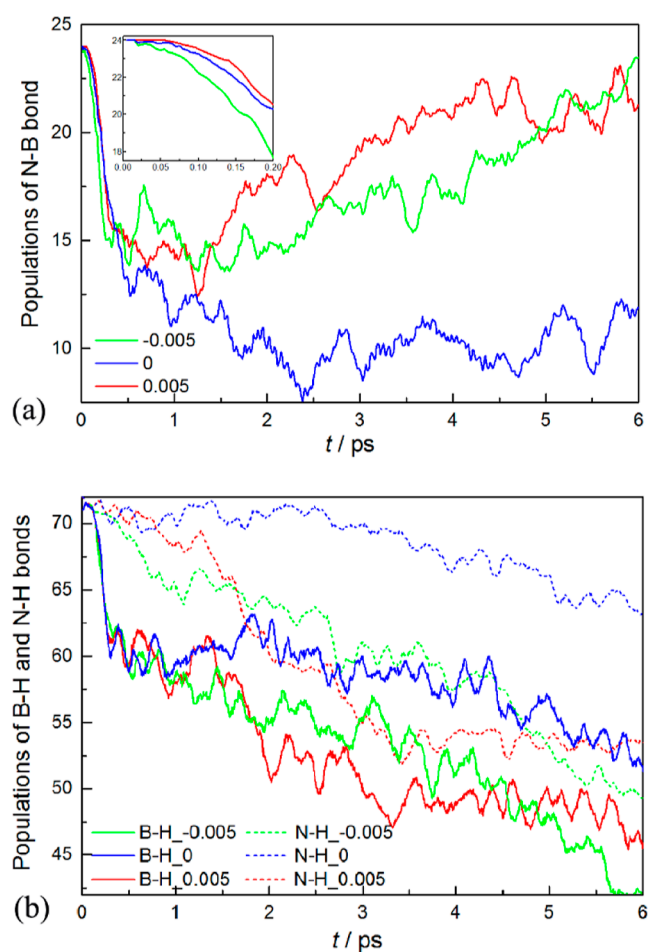 25
20
15
10
Populations of N-B bond
24
22
20
18
0.00 0.05 0.10 0.15 0.20
-0.005
0
0.005
0 1 2 3 4 5 6
(a)
t / ps
70
65
60
55
50
45
Populations of B-H and N-H bonds
B-H_-0.005 N-H_-0.005
B-H_0 N-H_0
B-H_0.005 N-H_0.005
0 1 2 3 4 5 6
(b)
t / ps